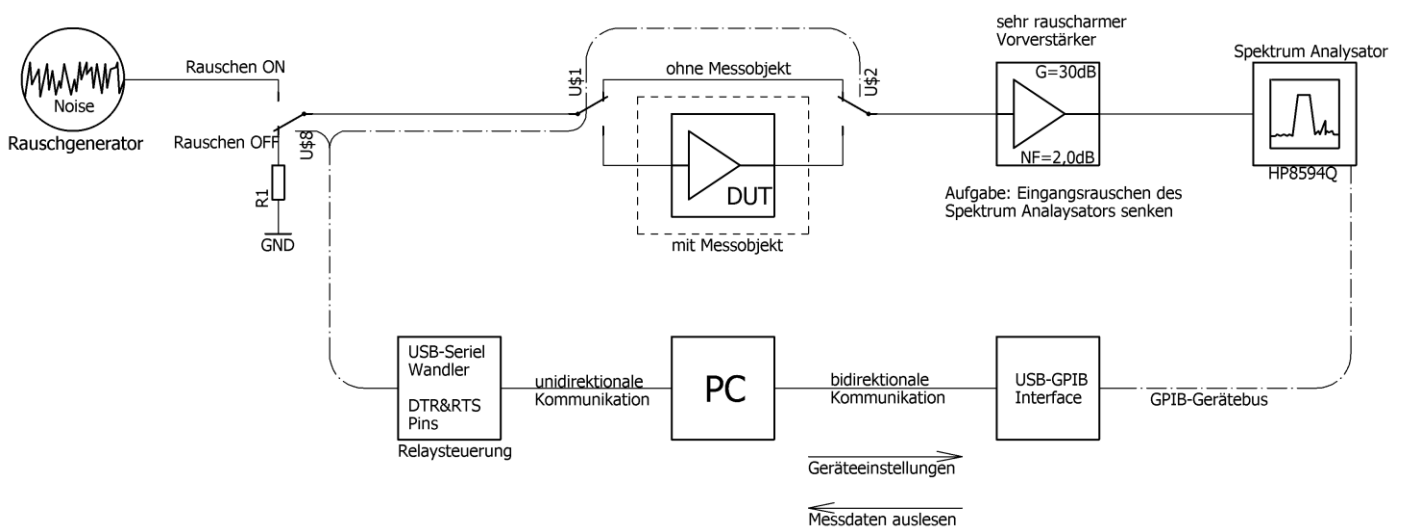 sehr rauscharmer
Vorverstärker
Spektrum Analysator
Rauschen ON
U$1
ohne Messobjekt
U$2
G=30dB
Noise
Rauschgenerator
Rauschen OFF
U$8
R1
GND
DUT
mit Messobjekt
NF=2,0dB
HP8594Q
Aufgabe: Eingangsrauschen des
Spektrum Analaysators senken
USB-Seriel
Wandler
DTR&RTS
Pins
Relaysteuerung
unidirektionale
Kommunikation
PC
bidirektionale
Kommunikation
USB-GPIB
Interface
GPIB-Gerätebus
Geräteeinstellungen
Messdaten auslesen